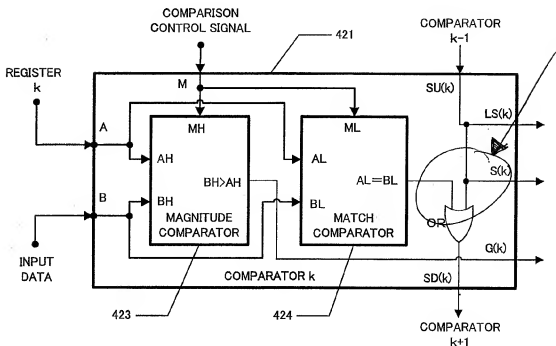 COMPARISON
CONTROL SIGNAL
421
COMPARATOR
k-1
REGISTER
k
M
SU(k)
LS(k)
A
MH
ML
AH
AL
S(k)
BH>AH
AL=BL
B
BH
BL
MAGNITUDE
COMPARATOR
MATCH
COMPARATOR
OR
G(k)
INPUT
DATA
COMPARATOR k
SD(k)
423
424
COMPARATOR
k+1